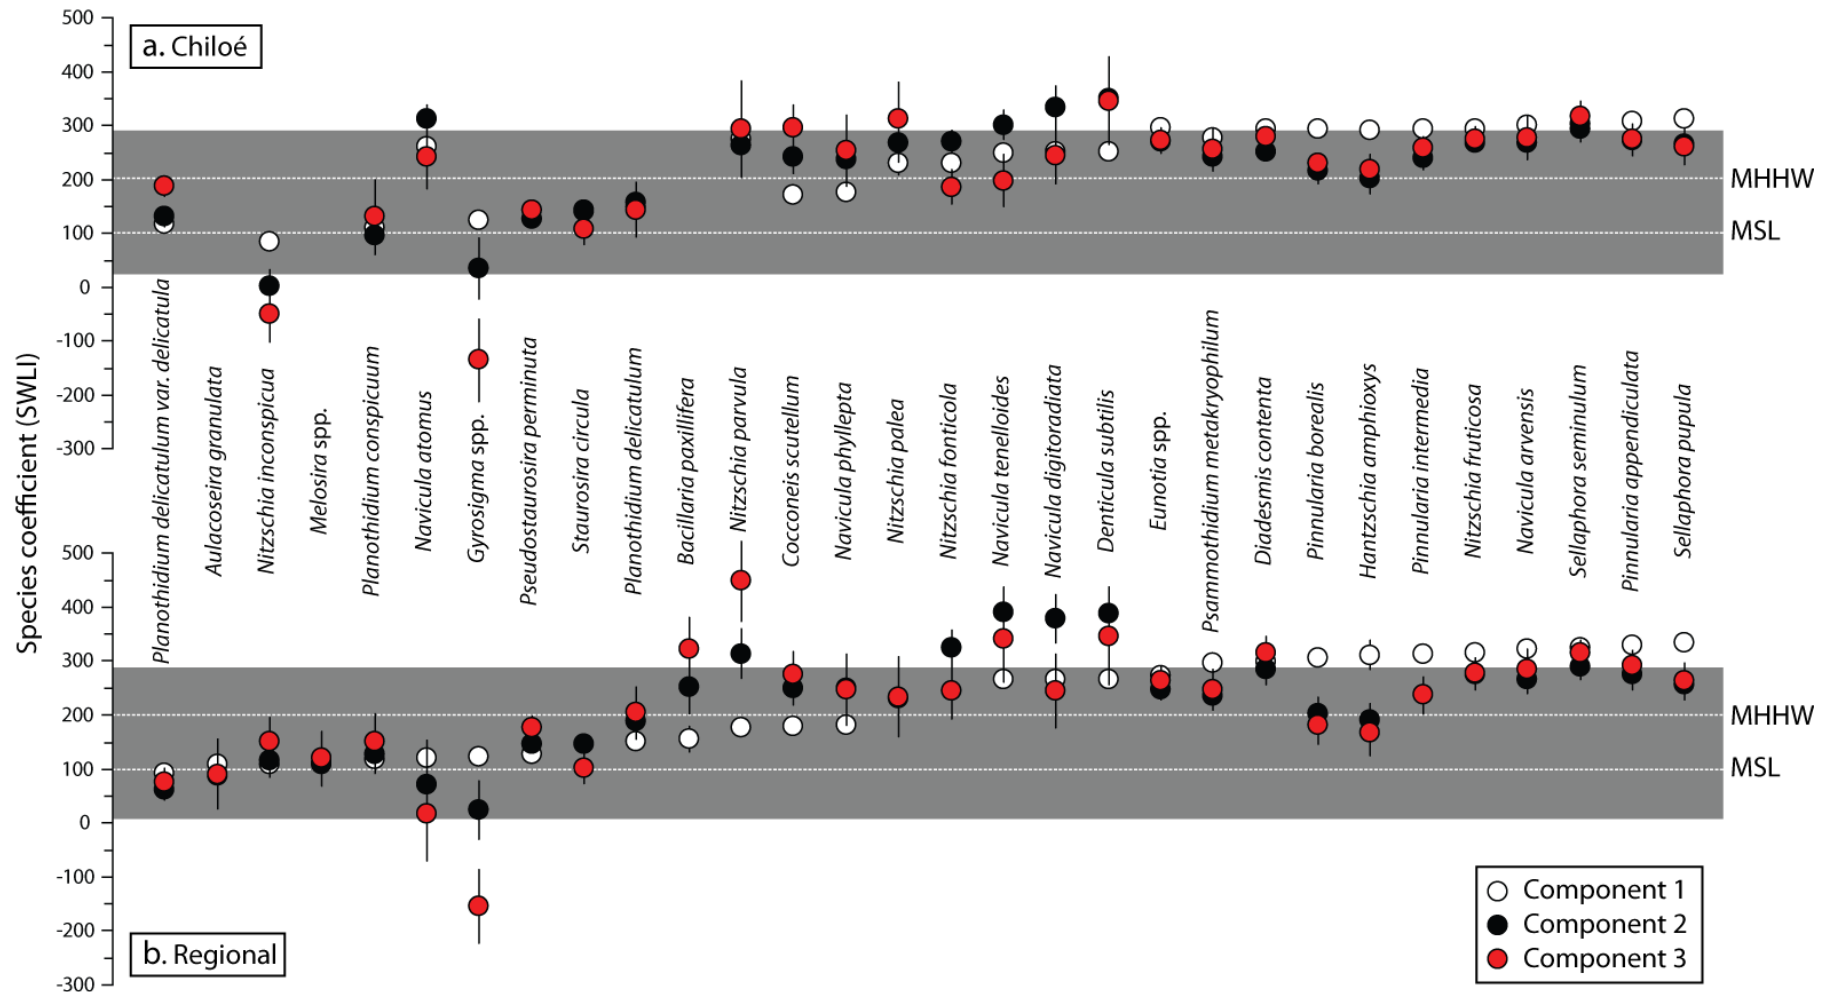 500
400
300
200
100
0
-100
-200
-300
a. Chiloé
MHHW
MSL
Species coefficient (SWLI)
Planothidium delicatulum var. delicatula
Aulacoseira granulata
Nitzschia inconspicua
Melosira spp.
Planothidium conspicuum
Navicula atomus
Gyrosigma spp.
Pseudostaurosira perminuta
Staurosira circula
Planothidium delicatulum
Bacillaria paxillifera
Nitzschia parvula
Cocconeis scutellum
Navicula phyllepta
Nitzschia palea
Nitzschia fonticola
Navicula tenelloides
Navicula digitoradiata
Denticula subtilis
Eunotia spp.
Psammothidium metakryophilum
Diadesmis contenta
Pinnularia borealis
Hantzschia amphioxys
Pinnularia intermedia
Nitzschia fruticosa
Navicula arvensis
Sellaphora seminulum
Pinnularia appendiculata
Sellaphora pupula
500
400
300
200
100
0
-100
-200
-300
MHHW
MSL
b. Regional
Component 1
Component 2
Component 3